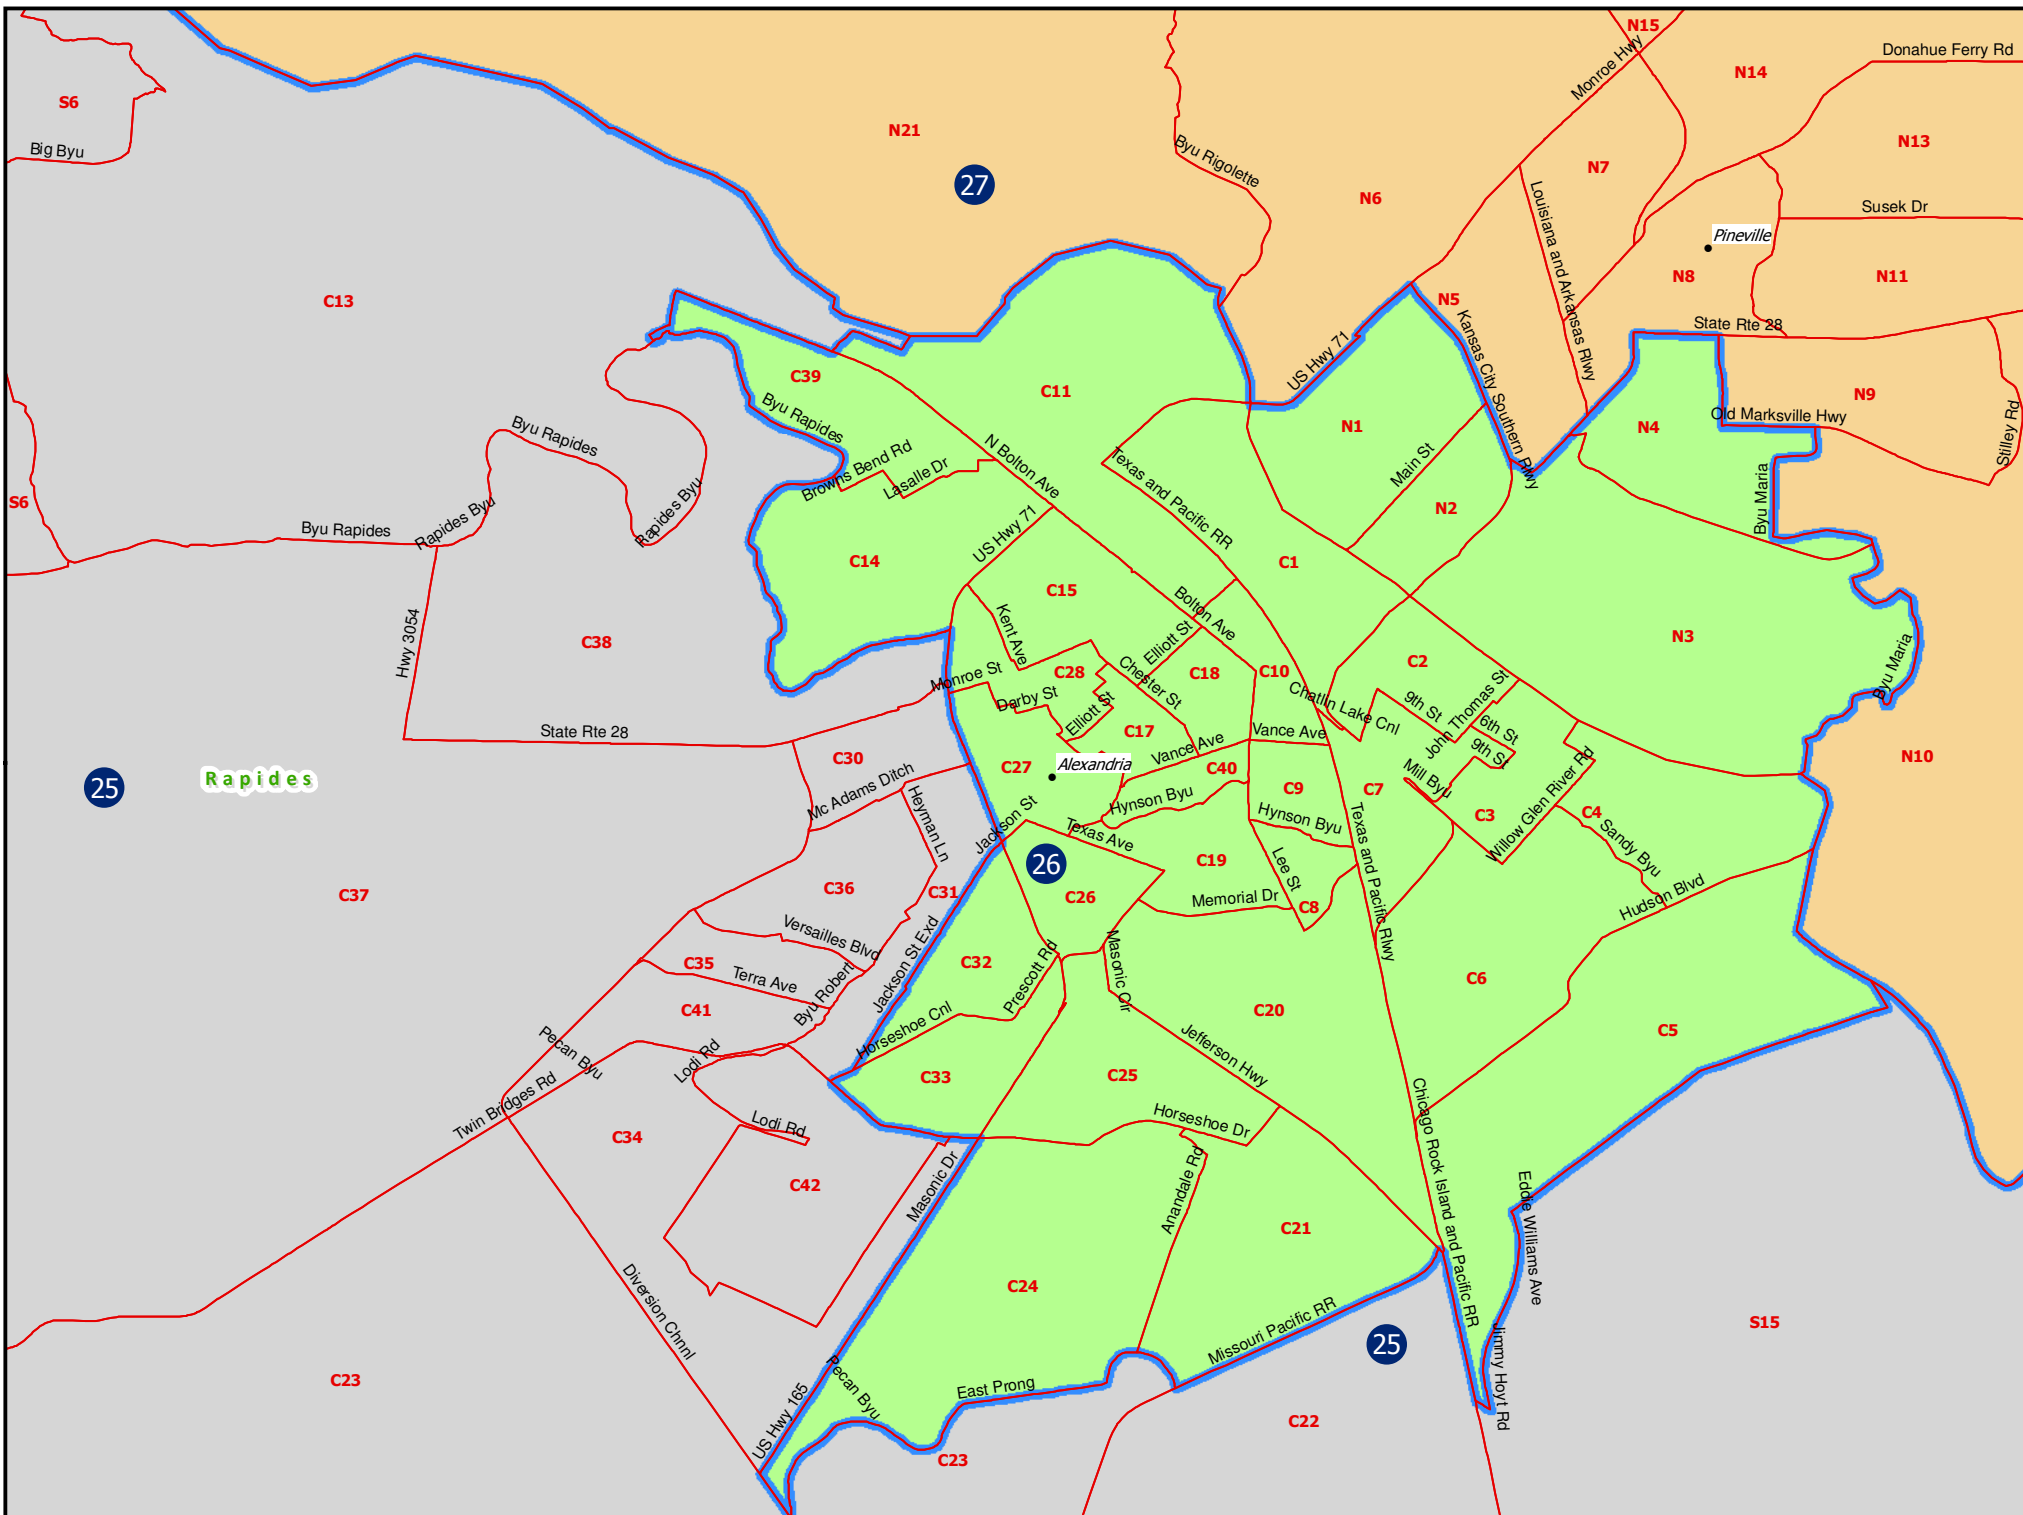 N15
Donahue Ferry Rd
Monroe Hwy
N14
S6
N21
N13
Big Byu
Byu Rigolette
N7
27
N6
Louisiana and Arkansas Rlwy
Susek Dr
Pineville
N8
N11
C13
N5
State Rte 28
Kansas City Southern Rlwy
US Hwy 71
C39
C11
N9
Byu Rapides
Old Marksville Hwy
N1
N4
Stilley Rd
Byu Rapides
Main St
Browns Bend Rd
Lasalle Dr
N Bolton Ave
Texas and Pacific RR
Byu Maria
S6
Rapides Byu
Rapides Byu
N2
Byu Rapides
US Hwy 71
C14
C1
C15
Bolton Ave
Kent Ave
Elliott St
Hwy 3054
C38
N3
C2
Byu Maria
Monroe St
C28
Chester St
C18
C10
Chatlin Lake Cnl
Darby St
Elliott St
9th St
John Thomas St
6th St
State Rte 28
C17
Vance Ave
Vance Ave
9th St
C30
C27
Alexandria
C40
N10
25
Rapides
Mc Adams Ditch
Hynson Byu
C9
C7
Mill Byu
Willow Glen River Rd
Heyman Ln
Jackson St
Texas Ave
Hynson Byu
Texas and Pacific Rlwy
C3
C4
Sandy Byu
26
C19
Lee St
C37
C36
C31
C26
Memorial Dr
C8
Hudson Blvd
Versailles Blvd
Jackson St Exd
C35
Terra Ave
C32
Prescott Rd
Masonic Cir
C6
C41
Byu Robert
C20
C5
Pecan Byu
Lodi Rd
Horseshoe Cnl
Jefferson Hwy
C33
C25
Twin Bridges Rd
Chicago Rock Island and Pacific RR
C34
Lodi Rd
Horseshoe Dr
C42
Masonic Dr
Anandale Rd
Eddie Williams Ave
C21
C24
Diversion Chnnl
S15
Missouri Pacific RR
25
Jimmy Hoyt Rd
C23
Pecan Byu
East Prong
US Hwy 165
C22
C23